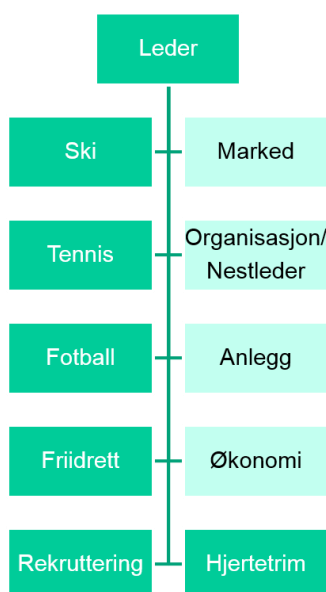 Leder
Ski
Marked
Tennis
Organisasjon/
Nestleder
Fotball
Anlegg
Friidrett
Økonomi
Rekruttering
Hjertetrim